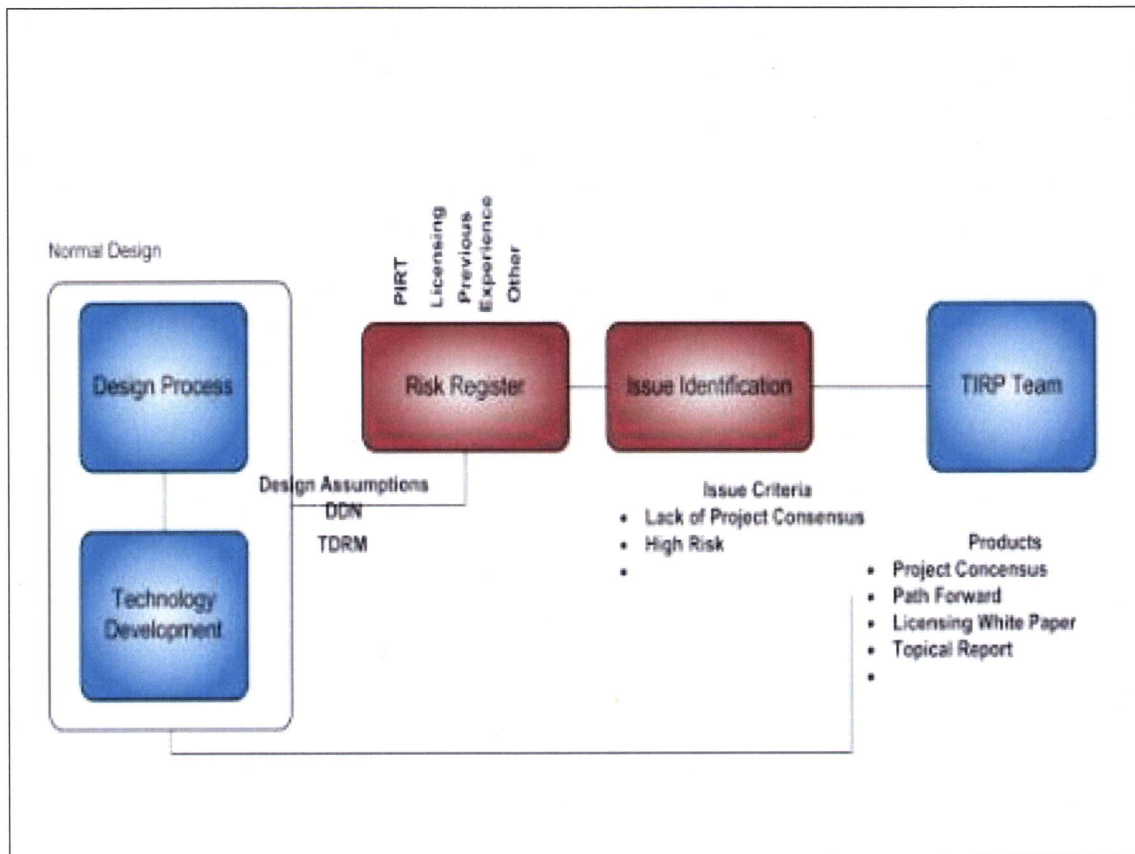 Normal Design
Design Process
Technology
Development
Design Assumptions
DDN
TDRM
PIRT
Licensing
Previous
Experience
Other
Risk Register
Issue Identification
Issue Criteria
• Lack of Project Consensus
• High Risk
•
TIRP Team
Products
• Project Concensus
• Path Forward
• Licensing White Paper
• Topical Report
•